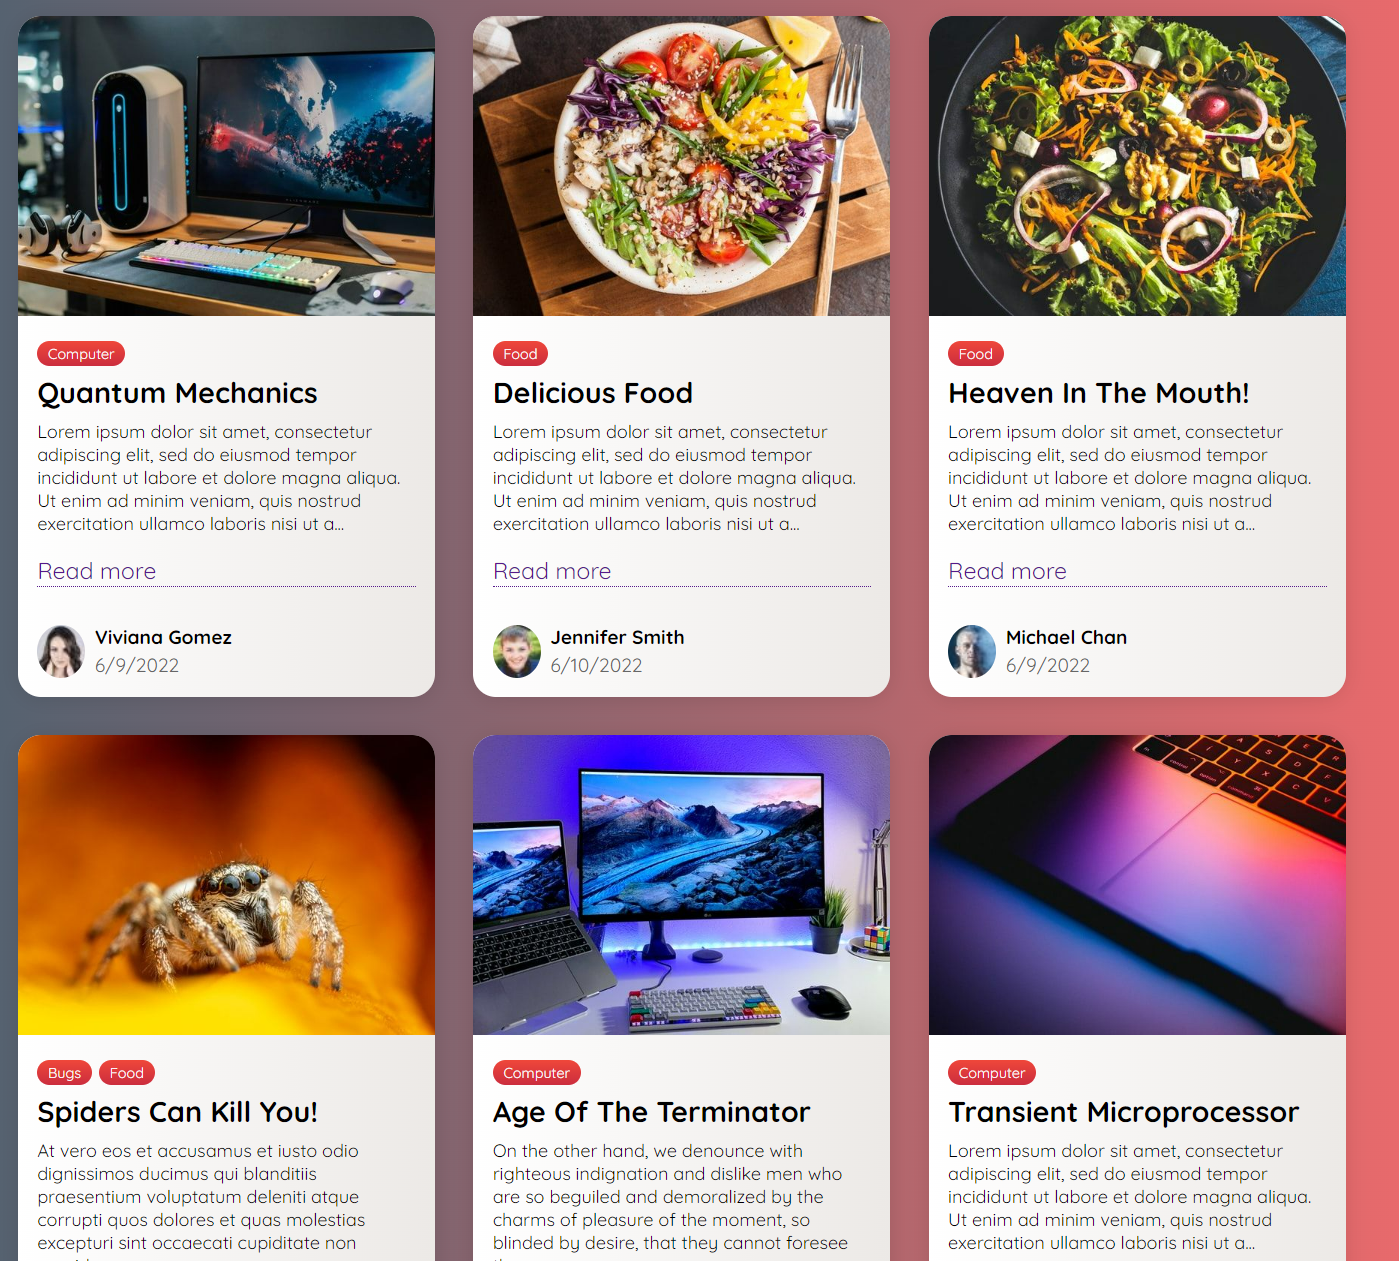 Computer
Quantum Mechanics
Lorem ipsum dolor sit amet, consectetur
adipiscing elit, sed do eiusmod tempor
incididunt ut labore et dolore magna aliqua.
Ut enim ad minim veniam, quis nostrud
exercitation ullamco laboris nisi ut a...
Read more
Viviana Gomez
6/9/2022
Food
Delicious Food
Lorem ipsum dolor sit amet, consectetur
adipiscing elit, sed do eiusmod tempor
incididunt ut labore et dolore magna aliqua.
Ut enim ad minim veniam, quis nostrud
exercitation ullamco laboris nisi ut a...
Read more
Jennifer Smith
6/10/2022
Food
Heaven In The Mouth!
Lorem ipsum dolor sit amet, consectetur
adipiscing elit, sed do eiusmod tempor
incididunt ut labore et dolore magna aliqua.
Ut enim ad minim veniam, quis nostrud
exercitation ullamco laboris nisi ut a...
Read more
Michael Chan
6/9/2022
Bugs Food
Spiders Can Kill You!
At vero eos et accusamus et iusto odio
dignissimos ducimus qui blanditiis
praesentium voluptatum deleniti atque
corrupti quos dolores et quas molestias
excepturi sint occaecati cupiditate non
Computer
Age Of The Terminator
On the other hand, we denounce with
righteous indignation and dislike men who
are so beguiled and demoralized by the
charms of pleasure of the moment, so
blinded by desire, that they cannot foresee
Computer
Transient Microprocessor
Lorem ipsum dolor sit amet, consectetur
adipiscing elit, sed do eiusmod tempor
incididunt ut labore et dolore magna aliqua.
Ut enim ad minim veniam, quis nostrud
exercitation ullamco laboris nisi ut a...